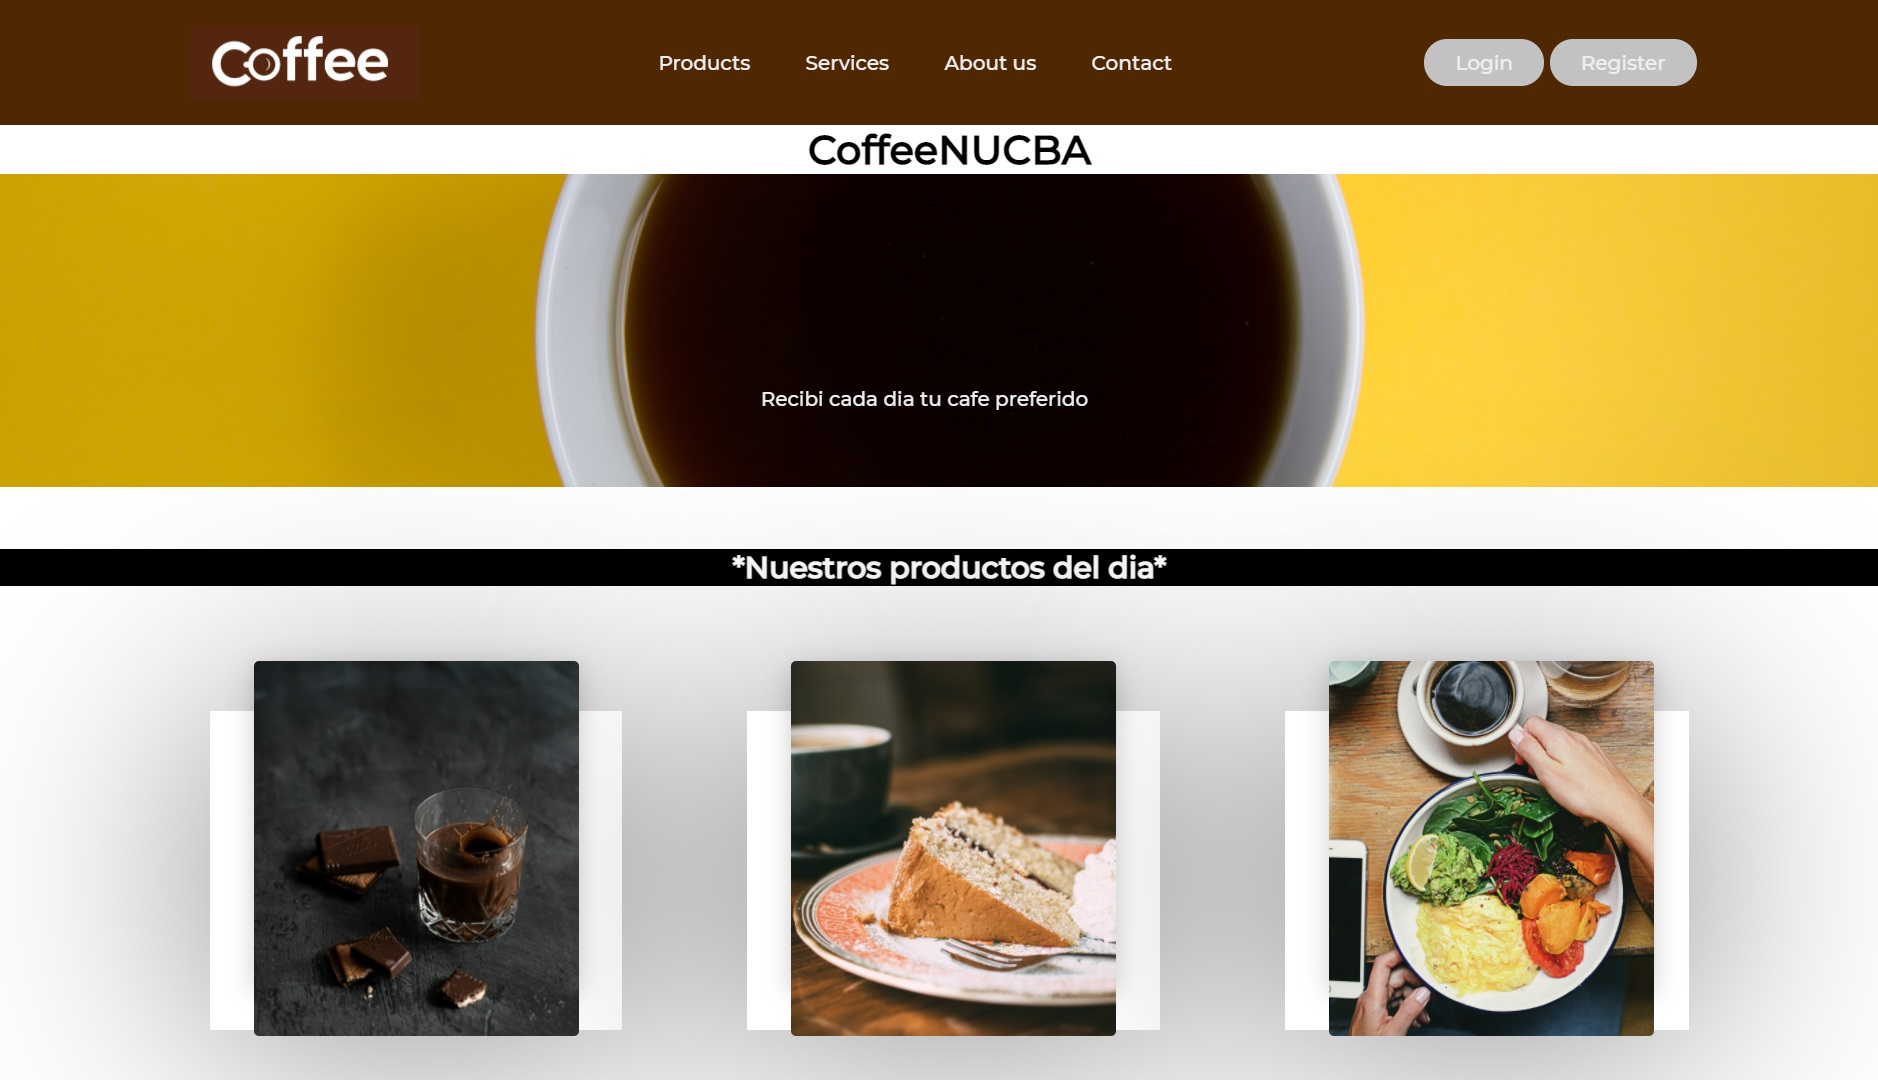 Coffee
Products Services About us Contact
Login Register
CoffeeNUCBA
Recibi cada dia tu cafe preferido
*Nuestros productos del dia*